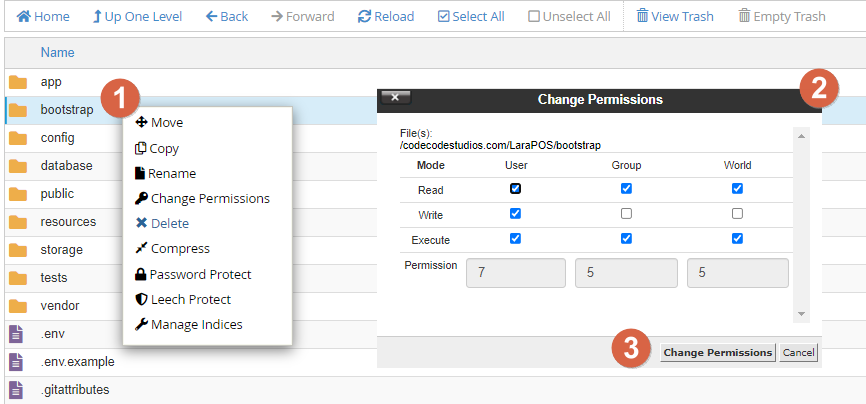 Home Up One Level Back Forward Reload Select All Unselect All View Trash Empty Trash
Name
app
bootstrap
config
database
public
resources
storage
tests
vendor
.env
.env.example
.gitattributes
1
Move
Copy
Rename
Change Permissions
Delete
Compress
Password Protect
Leech Protect
Manage Indices
2
Change Permissions
File(s):
/codecodestudios.com/LaraPOS/bootstrap
Mode User Group World
Read
Write
Execute
Permission 7 5 5
3
Change Permissions Cancel